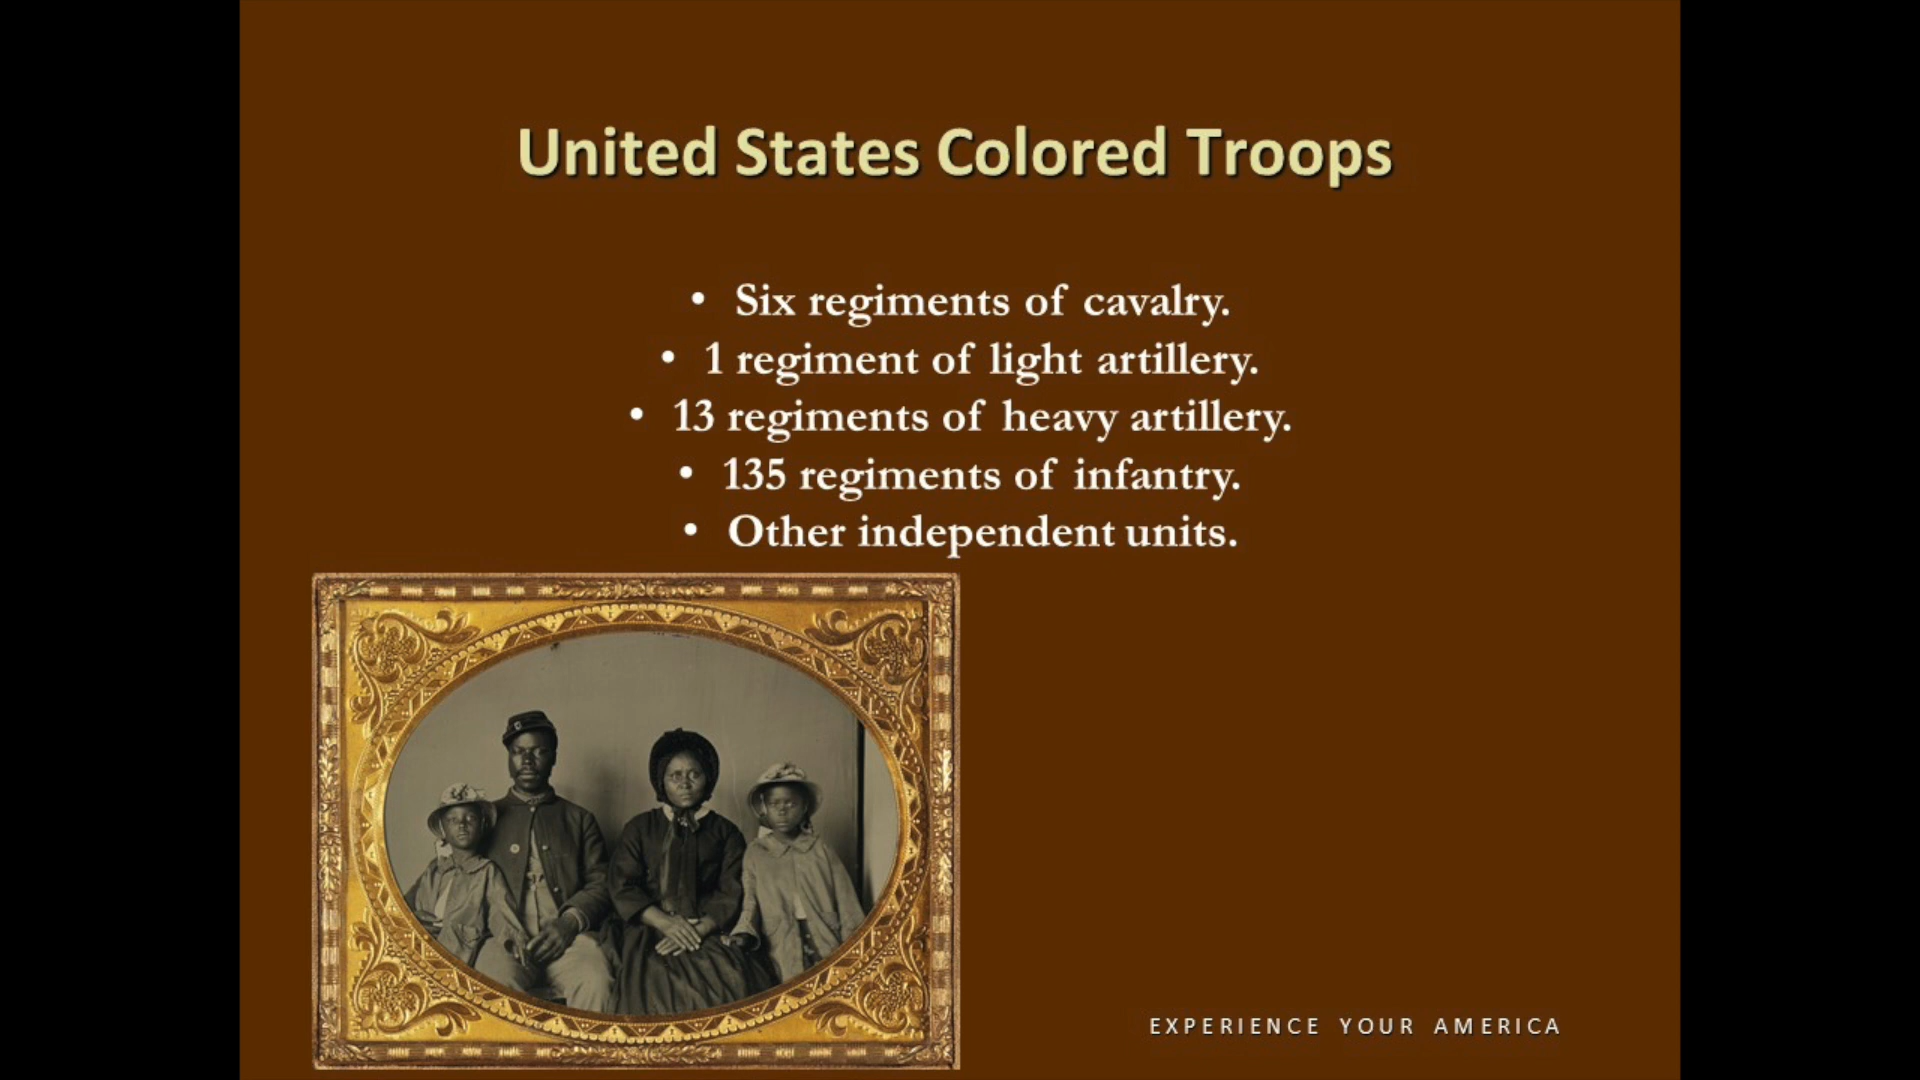 United States Colored Troops
• Six regiments of cavalry.
• 1 regiment of light artillery.
• 13 regiments of heavy artillery.
• 135 regiments of infantry.
• Other independent units.
EXPERIENCE YOUR AMERICA